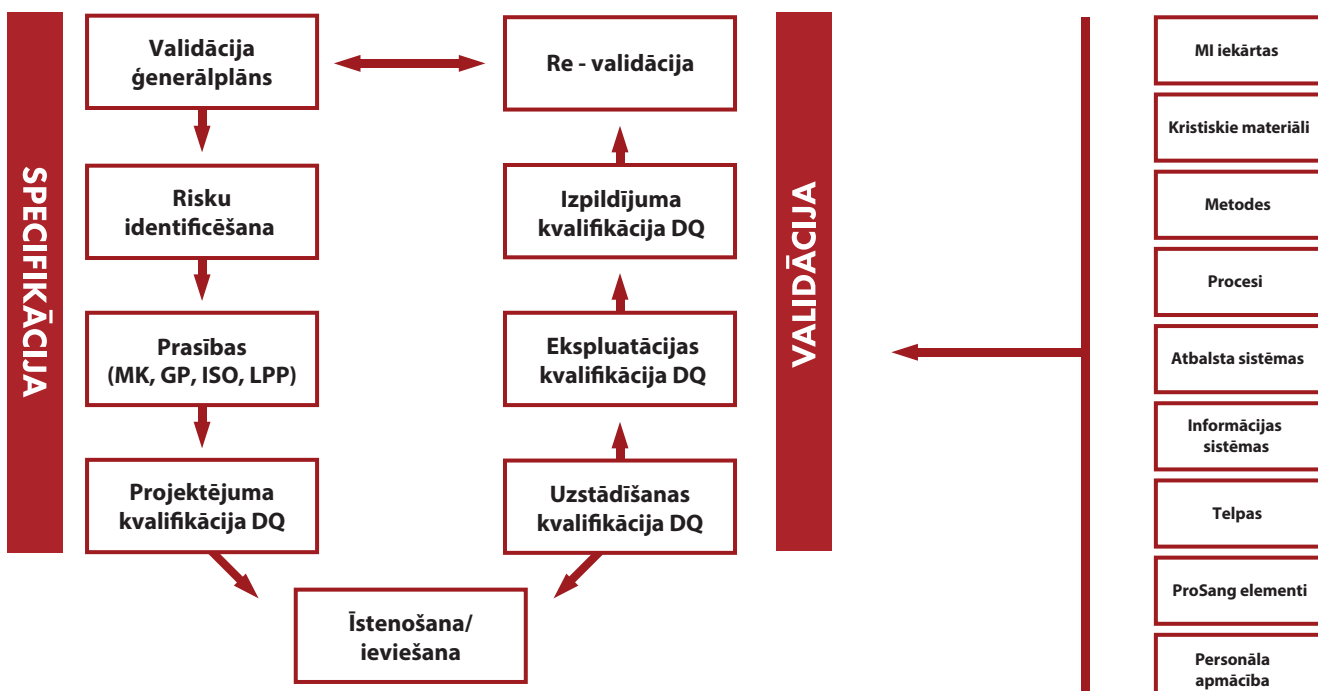 SPECIFIKĀCIJA
Validācija
ģenerālplāns
Risku
identificēšana
Prasības
(MK, GP, ISO, LPP)
Projektējuma
kvalifikācija DQ
Īstenošana/
ieviešana
Re - validācija
Izpildījuma
kvalifikācija DQ
Ekspluatācijas
kvalifikācija DQ
Uzstādīšanas
kvalifikācija DQ
VALIDĀCIJA
MI iekārtas
Kristiskie materiāli
Metodes
Procesi
Atbalsta sistēmas
Informācijas
sistēmas
Telpas
ProSang elementi
Personāla
apmācība